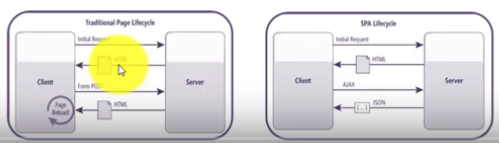 Traditional Page Lifecycle
Initial Request
HTML
Client
Server
Form POST
HTML
Page
Reload!
SPA Lifecycle
Initial Request
HTML
Client
Server
AJAX
JSON
{...}